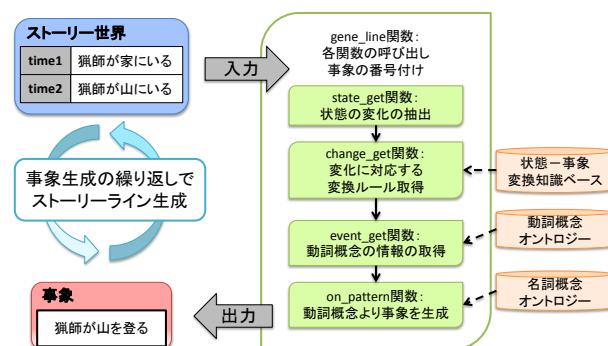 ストーリー世界
time1 猟師が家にいる
time2 猟師が山にいる
入力
事象生成の繰り返しで
ストーリーライン生成
事象
猟師が山を登る
出力
gene_line関数：
各関数の呼び出し
事象の番号付け
state_get関数：
状態の変化の抽出
change_get関数：
変化に対応する
変換ルール取得
event_get関数：
動詞概念の情報の取得
on_pattern関数：
動詞概念より事象を生成
状態－事象
変換知識ベース
動詞概念
オントロジー
名詞概念
オントロジー